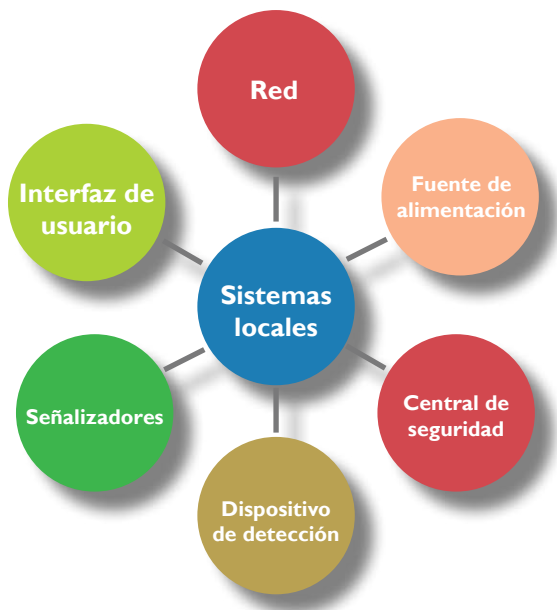 Red
Fuente de
alimentación
Interfaz de
usuario
Sistemas
locales
Señalizadores
Central de
seguridad
Dispositivo
de detección